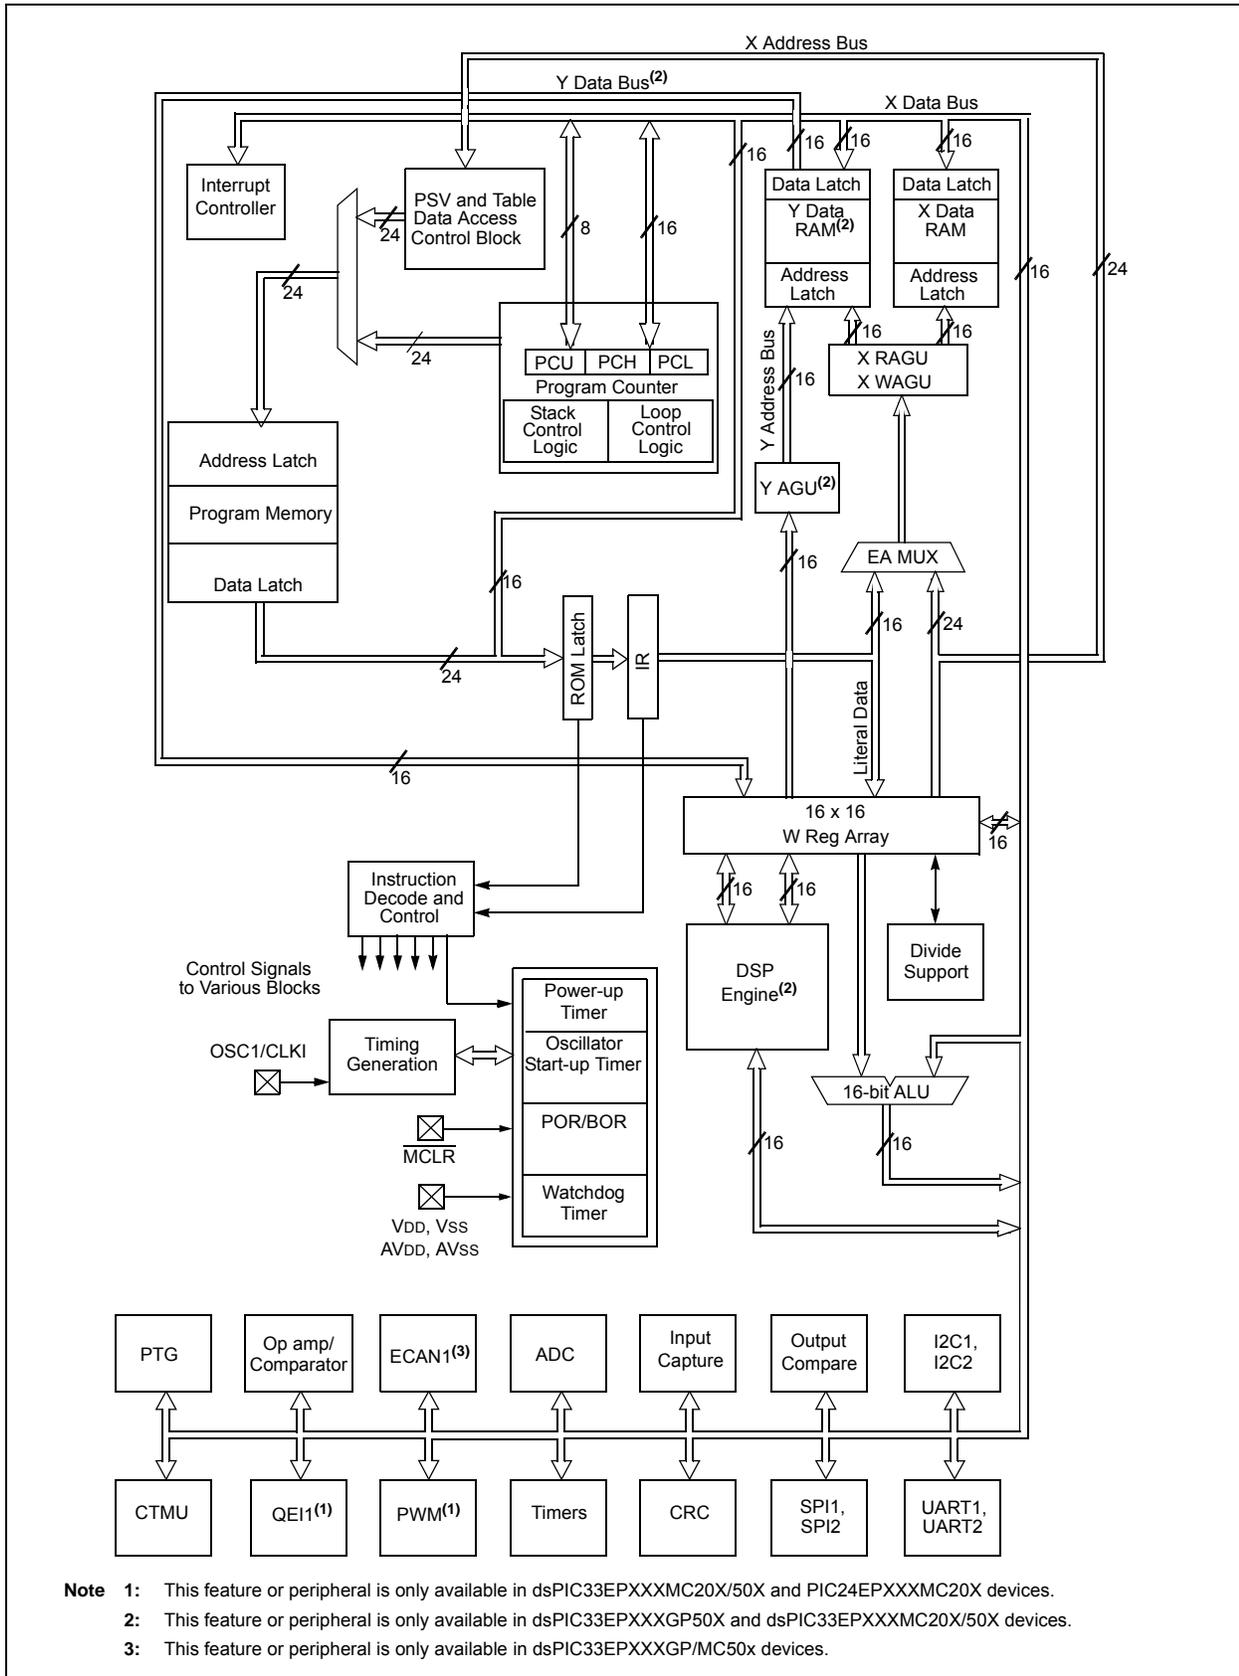 X Address Bus
Y Data Bus(2)
X Data Bus
16
16
16
16
Interrupt
Controller
PSV and Table
Data Access
Control Block
24
8
16
Data Latch
Y Data
RAM(2)
Address
Latch
Data Latch
X Data
RAM
Address
Latch
16
24
24
24
PCU
PCH
PCL
Program Counter
Stack
Control
Logic
Loop
Control
Logic
Y Address Bus
16
16
16
X RAGU
X WAGU
Address Latch
Program Memory
Data Latch
Y AGU(2)
16
EA MUX
16
16
24
24
ROM Latch
IR
Literal Data
16
16 x 16
W Reg Array
16
Instruction
Decode and
Control
16
16
Control Signals
to Various Blocks
DSP
Engine(2)
Divide
Support
Power-up
Timer
OSC1/CLKI
Timing
Generation
Oscillator
Start-up Timer
16-bit ALU
MCLR
POR/BOR
16
16
Watchdog
Timer
VDD, VSS
AVDD, AVSS
PTG
Op amp/
Comparator
ECAN1(3)
ADC
Input
Capture
Output
Compare
I2C1,
I2C2
CTMU
QEI1(1)
PWM(1)
Timers
CRC
SPI1,
SPI2
UART1,
UART2
Note 1: This feature or peripheral is only available in dsPIC33EPXXXMC20X/50X and PIC24EPXXXMC20X devices.
2: This feature or peripheral is only available in dsPIC33EPXXXGP50X and dsPIC33EPXXXMC20X/50X devices.
3: This feature or peripheral is only available in dsPIC33EPXXXGP/MC50x devices.